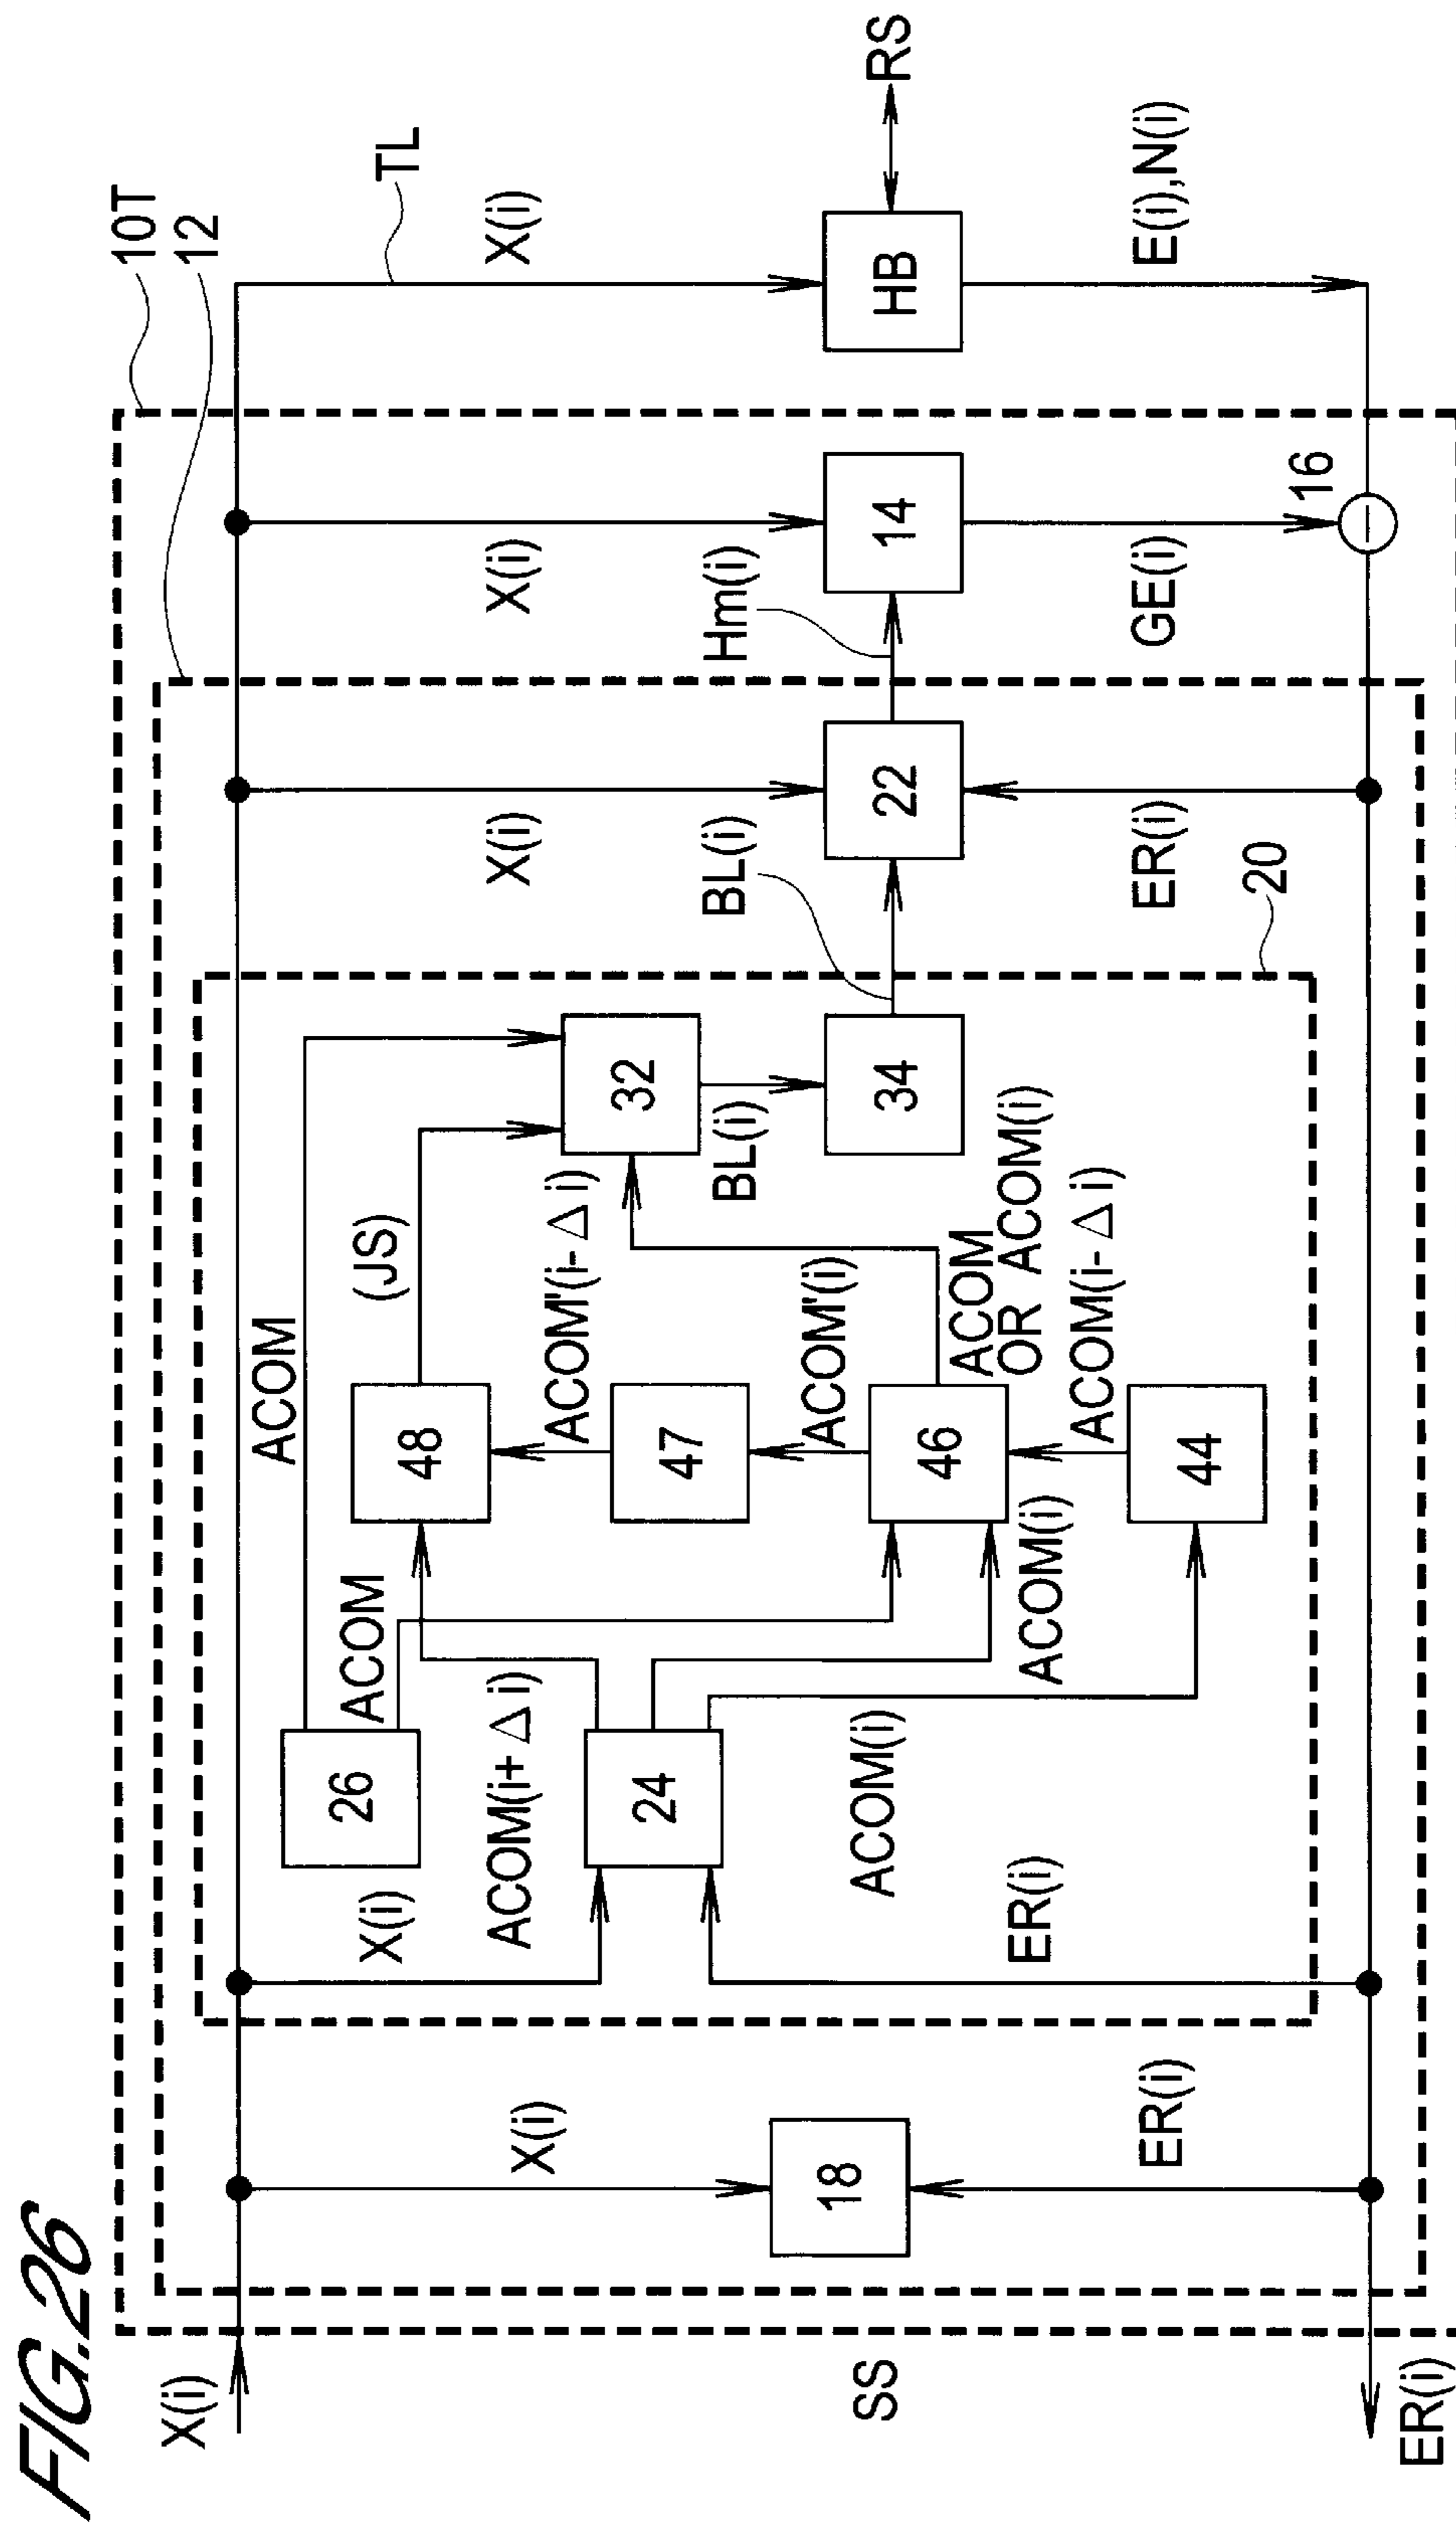 FIG.26
10T
12
X(i)
TL
X(i)
X(i)
X(i)
X(i)
RS
HB
E(i),N(i)
14
Hm(i)
GE(i)
16
22
BL(i)
ER(i)
20
ACOM
(JS)
32
BL(i)
34
48
ACOM'(i-Δi)
47
ACOM'(i)
46
ACOM
OR ACOM(i)
ACOM(i-Δi)
44
ACOM
ACOM(i)
26
ACOM(i+Δi)
24
ACOM(i)
X(i)
ER(i)
18
ER(i)
SS
ER(i)